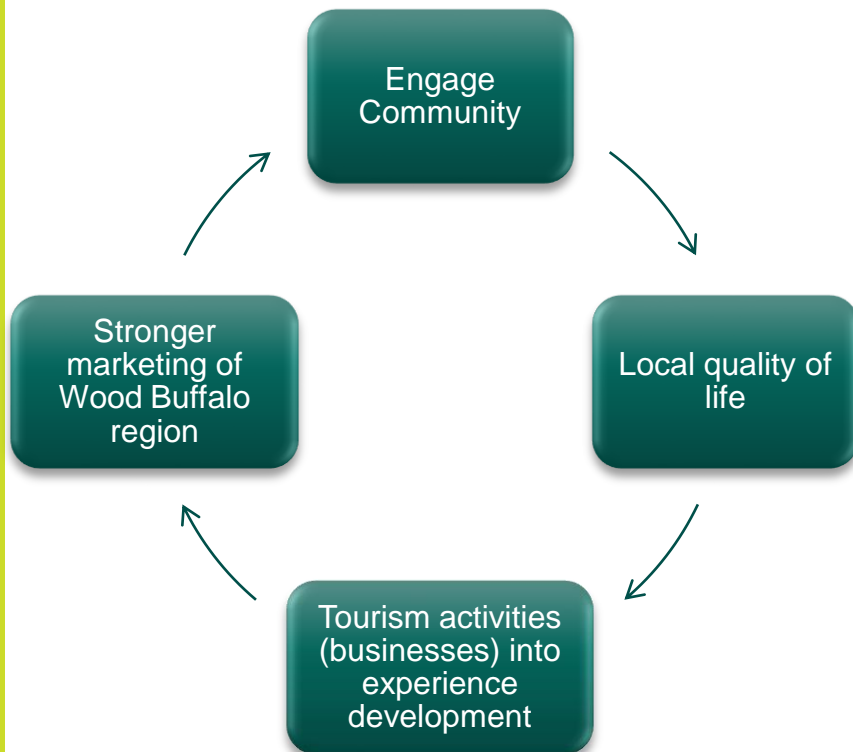 Engage
Community
Local quality of
life
Tourism activities
(businesses) into
experience
development
Stronger
marketing of
Wood Buffalo
region